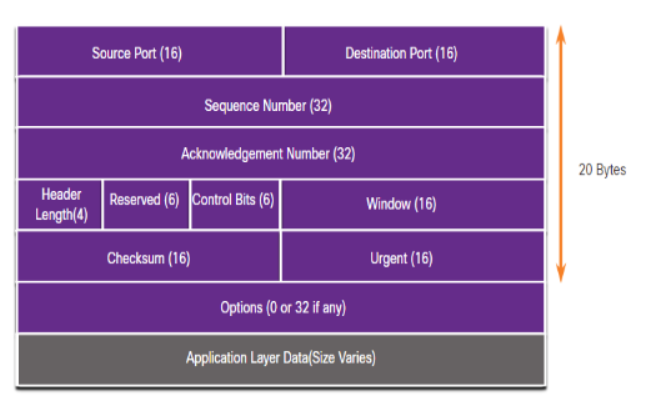 Source Port (16)
Destination Port (16)
Sequence Number (32)
Acknowledgement Number (32)
20 Bytes
Header
Length(4)
Reserved (6)
Control Bits (6)
Window (16)
Checksum (16)
Urgent (16)
Options (0 or 32 if any)
Application Layer Data(Size Varies)